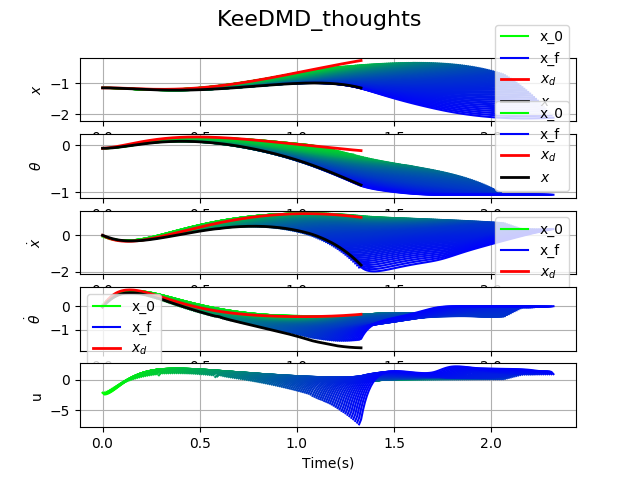 KeeDMD_thoughts
x_0
x_f
x_d
x
−1
−2
x
x_0
x_f
x_d
x
0
−1
θ
x_0
x_f
x_d
0
−2
ẋ
x_0
x_f
x_d
0
−1
θ̇
0
−5
u
0.0
0.5
1.0
1.5
2.0
Time(s)